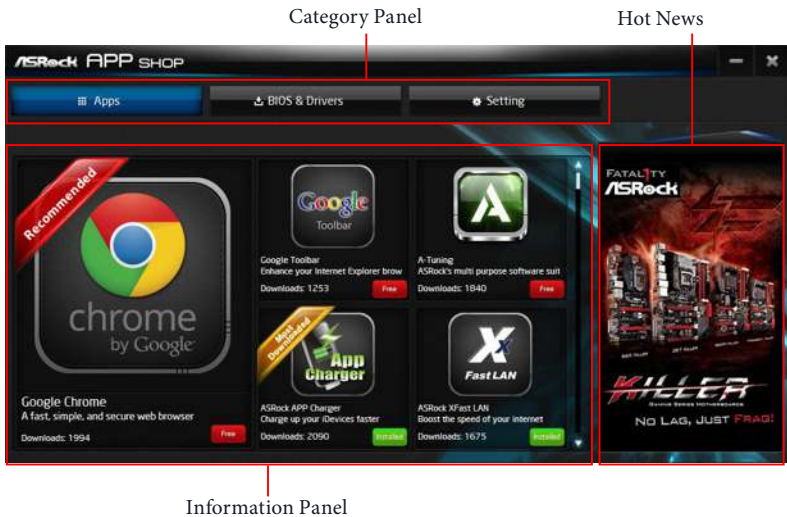 Category Panel
Hot News
ASRock APP SHOP
Apps
BIOS & Drivers
Setting
Recommended
chrome
by Google
Google Chrome
A fast, simple, and secure web browser
Downloads: 1994
Free
Google
Toolbar
Google Toolbar
Enhance your Internet Explorer brow
Downloads: 1253
Free
A-Tuning
ASRock's multi purpose software suit
Downloads: 1840
Free
Most
Downloaded
App
Charger
ASRock APP Charger
Charge up your iDevices faster
Downloads: 2090
Installed
Fast LAN
ASRock XFast LAN
Boost the speed of your internet
Downloads: 1675
Installed
FATAL1TY
ASRock
KILLER
GAMING SERIES MOTHERBOARDS
NO LAG, JUST FRAG!
Information Panel